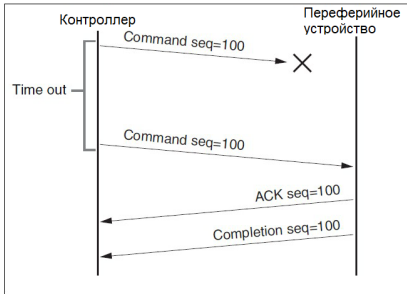 Контроллер
Переферийное
устройство
Command seq=100
Time out
Command seq=100
ACK seq=100
Completion seq=100